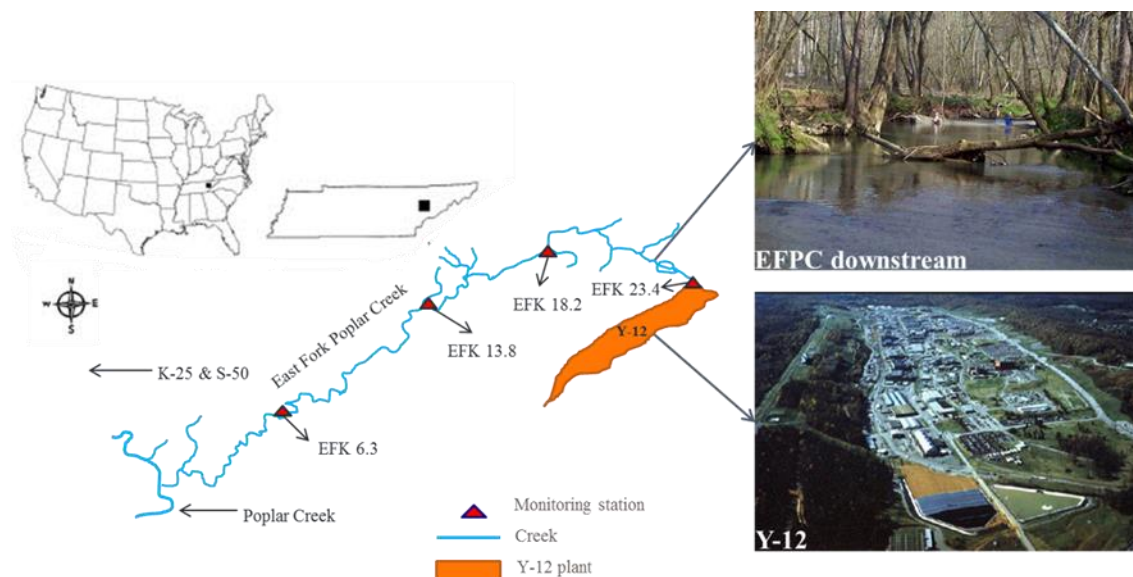 EFPC downstream
N
W E
S
EFK 18.2
EFK 23.4
Y-12
EFK 13.8
East Fork Poplar Creek
K-25 & S-50
EFK 6.3
Poplar Creek
Monitoring station
Creek
Y-12 plant
Y-12